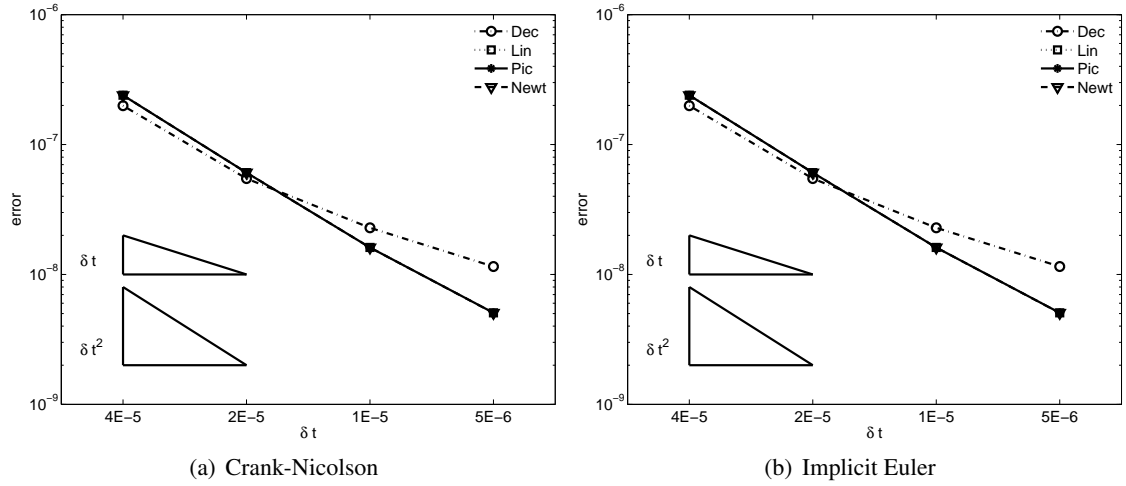 10⁻⁶
10⁻⁷
10⁻⁸
10⁻⁹
error
Dec
Lin
Pic
Newt
δ t
δ t²
4E−5 2E−5 1E−5 5E−6
δ t
(a) Crank-Nicolson
10⁻⁶
10⁻⁷
10⁻⁸
10⁻⁹
error
Dec
Lin
Pic
Newt
δ t
δ t²
4E−5 2E−5 1E−5 5E−6
δ t
(b) Implicit Euler